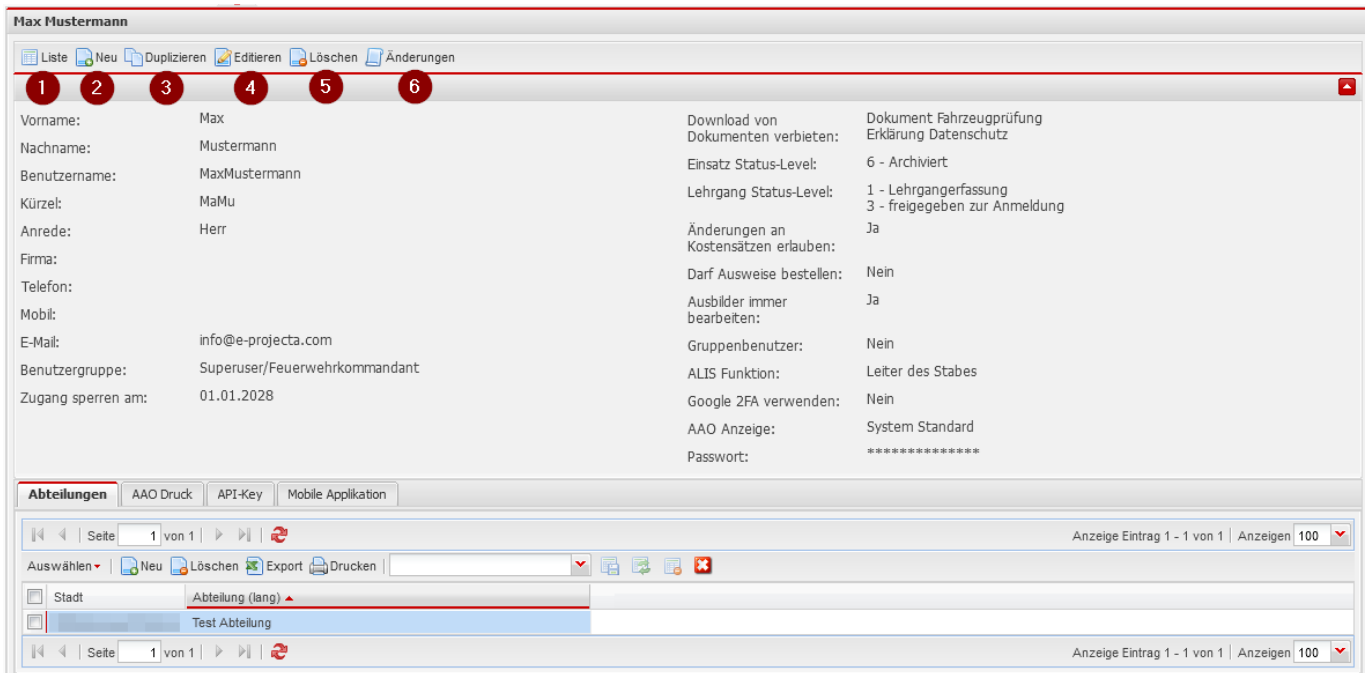 Max Mustermann
Liste Neu Duplizieren Editieren Löschen Änderungen
1 2 3 4 5 6
Vorname: Max
Nachname: Mustermann
Benutzername: MaxMustermann
Kürzel: MaMu
Anrede: Herr
Firma:
Telefon:
Mobil:
E-Mail: info@e-projecta.com
Benutzergruppe: Superuser/Feuerwehrkommandant
Zugang sperren am: 01.01.2028
Download von Dokument Fahrzeugprüfung
Dokumenten verbieten: Erklärung Datenschutz
Einsatz Status-Level: 6 - Archiviert
Lehrgang Status-Level: 1 - Lehrgangerfassung
3 - freigegeben zur Anmeldung
Änderungen an Ja
Kostensätzen erlauben:
Darf Ausweise bestellen: Nein
Ausbilder immer Ja
bearbeiten:
Gruppenbenutzer: Nein
ALIS Funktion: Leiter des Stabes
Google 2FA verwenden: Nein
AAO Anzeige: System Standard
Passwort: **************
Abteilungen AAO Druck API-Key Mobile Applikation
Seite 1 von 1 Anzeige Eintrag 1 - 1 von 1 Anzeigen 100
Auswählen Neu Löschen Export Drucken
Stadt Abteilung (lang)
Test Abteilung
Seite 1 von 1 Anzeige Eintrag 1 - 1 von 1 Anzeigen 100